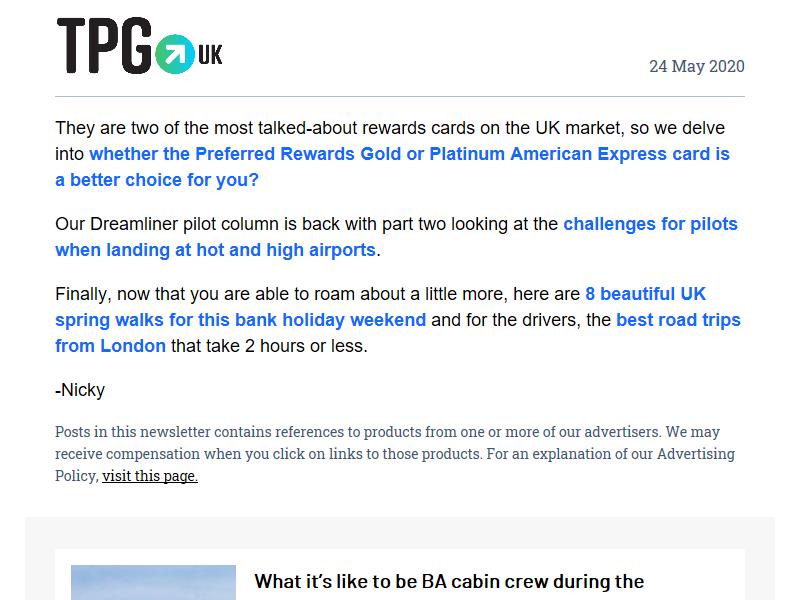 TPG UK
24 May 2020
They are two of the most talked-about rewards cards on the UK market, so we delve
into whether the Preferred Rewards Gold or Platinum American Express card is
a better choice for you?
Our Dreamliner pilot column is back with part two looking at the challenges for pilots
when landing at hot and high airports.
Finally, now that you are able to roam about a little more, here are 8 beautiful UK
spring walks for this bank holiday weekend and for the drivers, the best road trips
from London that take 2 hours or less.
-Nicky
Posts in this newsletter contains references to products from one or more of our advertisers. We may
receive compensation when you click on links to those products. For an explanation of our Advertising
Policy, visit this page.
What it's like to be BA cabin crew during the